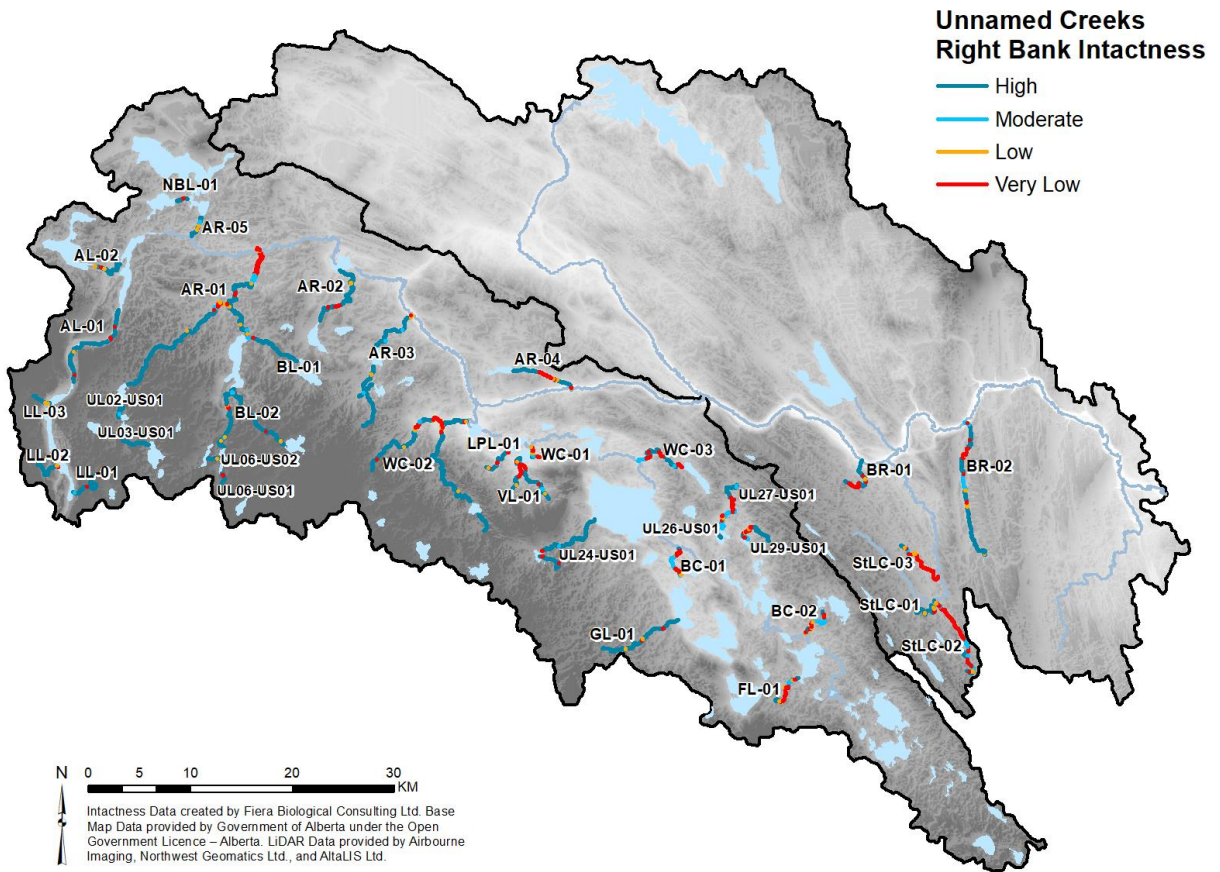 Unnamed Creeks
Right Bank Intactness
High
Moderate
Low
Very Low
NBL-01
AR-05
AL-02
AR-01
AR-02
AL-01
AR-03
BL-01
AR-04
UL02-US01
LL-03
BL-02
UL03-US01
LPL-01
WC-01
WC-03
LL-02
UL06-US02
WC-02
LL-01
BR-01
BR-02
UL06-US01
VL-01
UL27-US01
UL26-US01
UL24-US01
UL29-US01
BC-01
StLC-03
BC-02
StLC-01
GL-01
StLC-02
FL-01
N
0 5 10 20 30
KM
Intactness Data created by Fiera Biological Consulting Ltd. Base
Map Data provided by Government of Alberta under the Open
Government Licence – Alberta. LiDAR Data provided by Airbourne
Imaging, Northwest Geomatics Ltd., and AltaLIS Ltd.